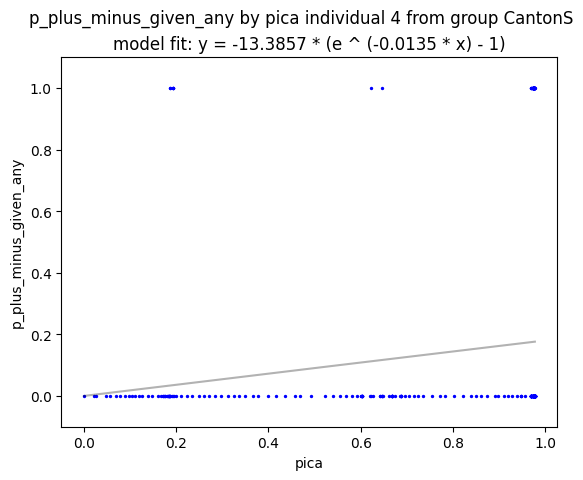 p_plus_minus_given_any by pica individual 4 from group CantonS
model fit: y = -13.3857 * (e ^ (-0.0135 * x) - 1)
p_plus_minus_given_any
1.0
0.8
0.6
0.4
0.2
0.0
0.0 0.2 0.4 0.6 0.8 1.0
pica